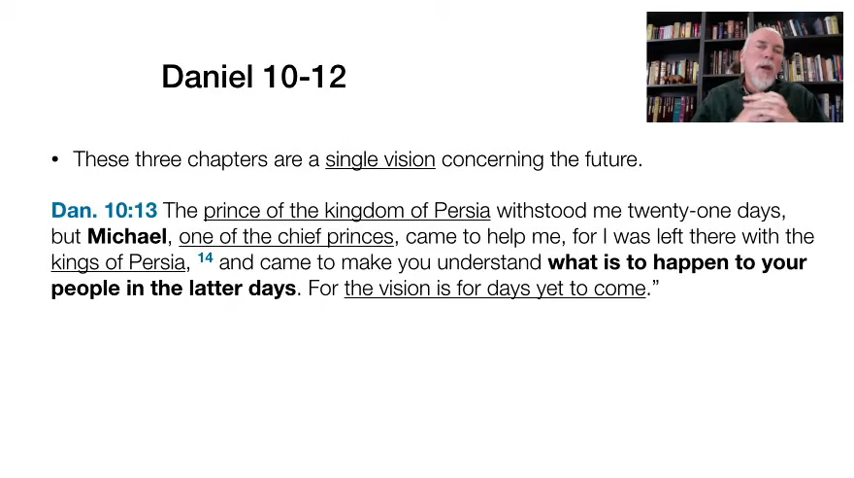 Daniel 10-12
• These three chapters are a single vision concerning the future.
Dan. 10:13 The prince of the kingdom of Persia withstood me twenty-one days,
but Michael, one of the chief princes, came to help me, for I was left there with the
kings of Persia, 14 and came to make you understand what is to happen to your
people in the latter days. For the vision is for days yet to come.”